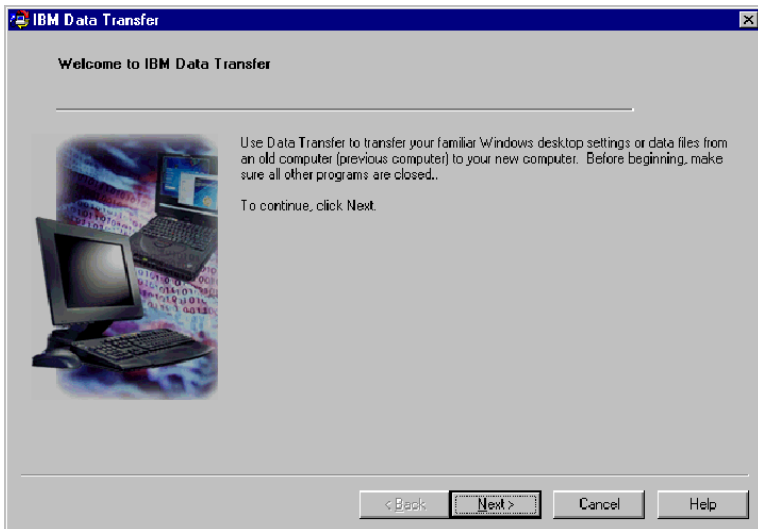 IBM Data Transfer
Welcome to IBM Data Transfer
Use Data Transfer to transfer your familiar Windows desktop settings or data files from
an old computer (previous computer) to your new computer. Before beginning, make
sure all other programs are closed..
To continue, click Next.
< Back Next > Cancel Help